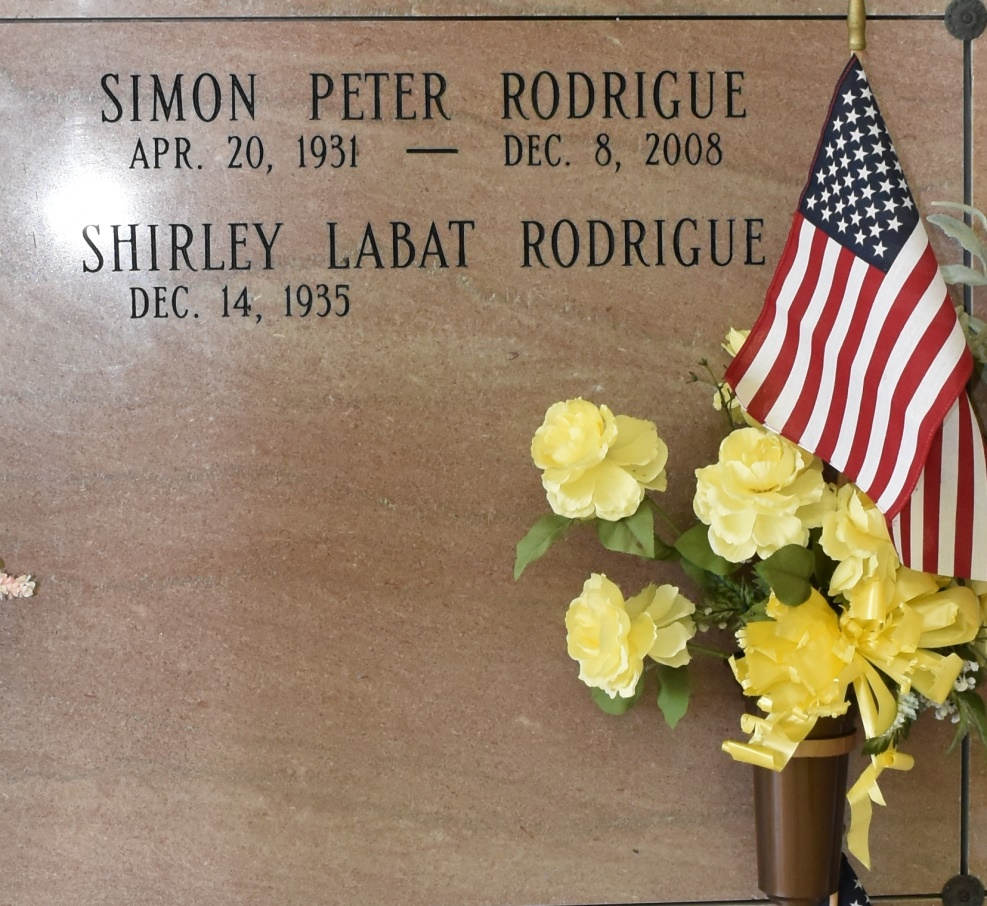 SIMON PETER RODRIGUE
APR. 20, 1931 — DEC. 8, 2008
SHIRLEY LABAT RODRIGUE
DEC. 14, 1935